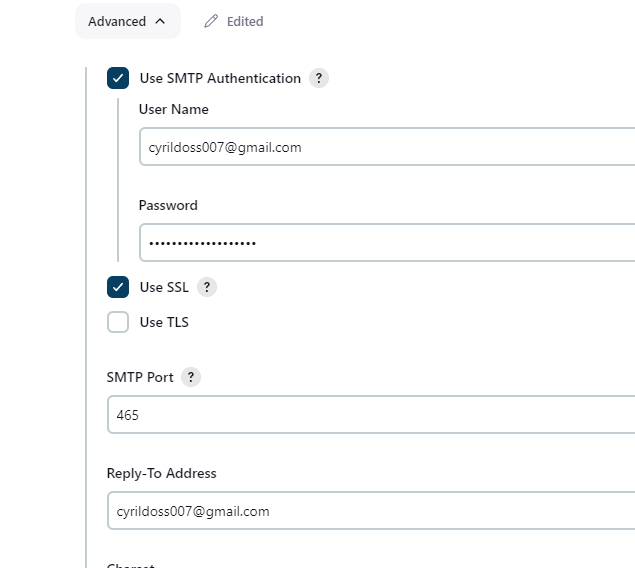 Advanced
Edited
Use SMTP Authentication ?
User Name
cyrildoss007@gmail.com
Password
•••••••••••••••••••
Use SSL ?
Use TLS
SMTP Port ?
465
Reply-To Address
cyrildoss007@gmail.com
Charset